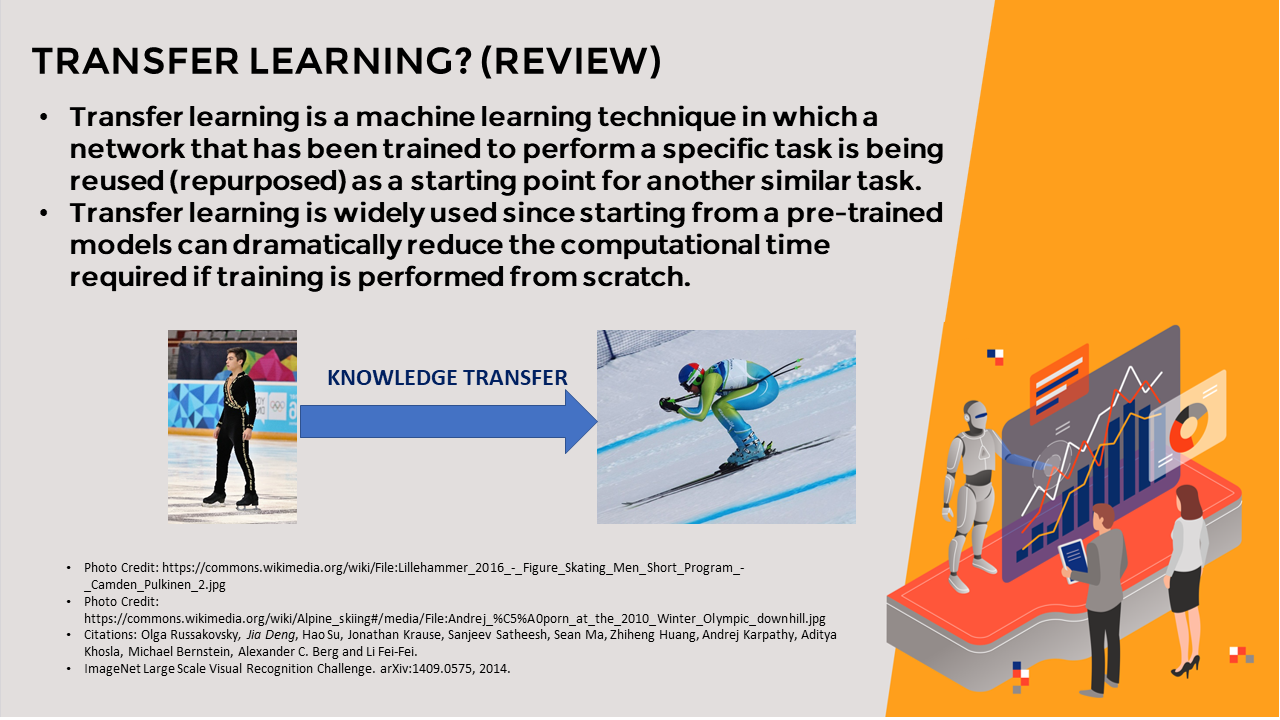 TRANSFER LEARNING? (REVIEW)
• Transfer learning is a machine learning technique in which a
network that has been trained to perform a specific task is being
reused (repurposed) as a starting point for another similar task.
• Transfer learning is widely used since starting from a pre-trained
models can dramatically reduce the computational time
required if training is performed from scratch.
KNOWLEDGE TRANSFER
• Photo Credit: https://commons.wikimedia.org/wiki/File:Lillehammer_2016_-_Figure_Skating_Men_Short_Program_-
_Camden_Pulkinen_2.jpg
• Photo Credit:
https://commons.wikimedia.org/wiki/Alpine_skiing#/media/File:Andrej_%C5%A0porn_at_the_2010_Winter_Olympic_downhill.jpg
• Citations: Olga Russakovsky, Jia Deng, Hao Su, Jonathan Krause, Sanjeev Satheesh, Sean Ma, Zhiheng Huang, Andrej Karpathy, Aditya
Khosla, Michael Bernstein, Alexander C. Berg and Li Fei-Fei.
• ImageNet Large Scale Visual Recognition Challenge. arXiv:1409.0575, 2014.